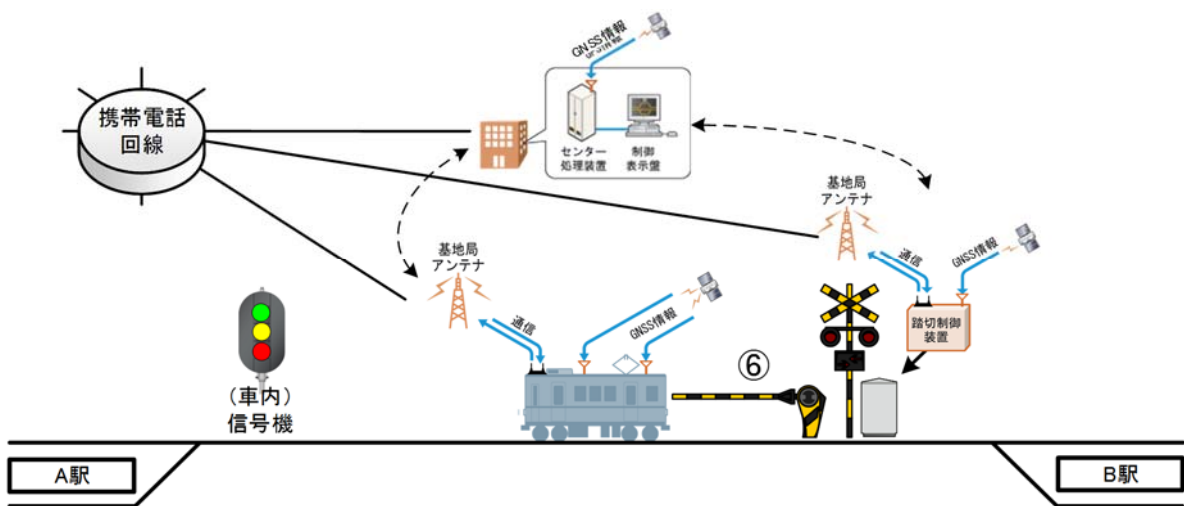 GNSS情報
携帯電話
回線
センター
処理装置
制御
表示盤
基地局
アンテナ
基地局
アンテナ
通信
GNSS情報
通信
GNSS情報
踏切制御
装置
⑥
（車内）
信号機
A駅
B駅